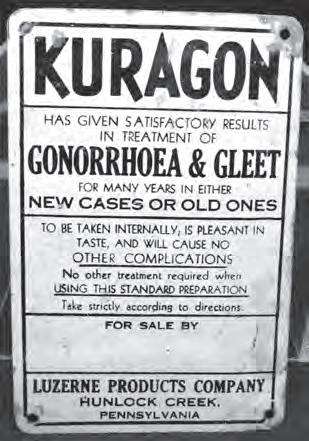 KURAGON
HAS GIVEN SATISFACTORY RESULTS
IN TREATMENT OF
GONORRHOEA & GLEET
FOR MANY YEARS IN EITHER
NEW CASES OR OLD ONES
TO BE TAKEN INTERNALLY, IS PLEASANT IN
TASTE, AND WILL CAUSE NO
OTHER COMPLICATIONS
No other treatment required when
USING THIS STANDARD PREPARATION
Take strictly according to directions.
FOR SALE BY
LUZERNE PRODUCTS COMPANY
HUNLOCK CREEK,
PENNSYLVANIA